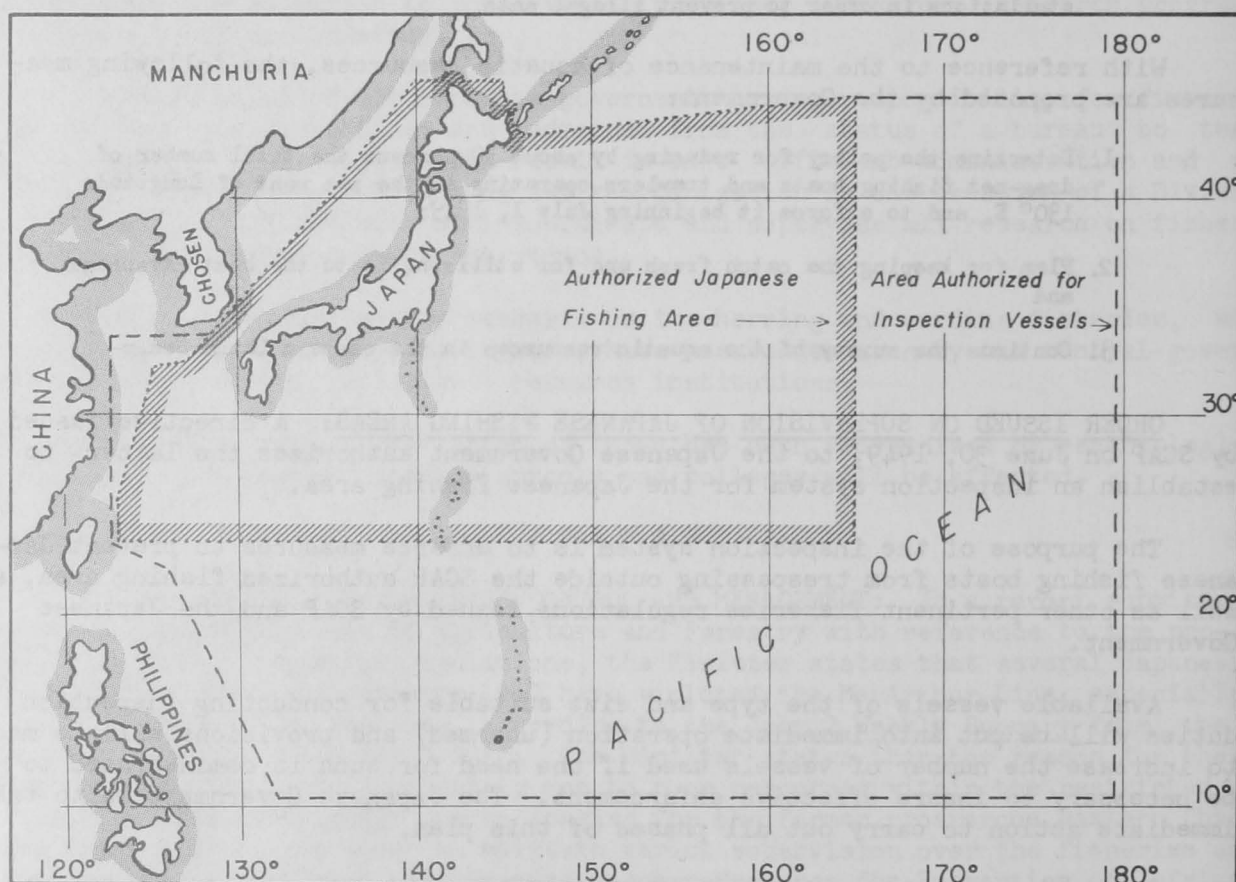 160° 170° 180°
MANCHURIA
40°
CHOSEN
JAPAN
Authorized Japanese
Fishing Area
Area Authorized for
Inspection Vessels
CHINA
30°
PACIFIC OCEAN
20°
PHILIPPINES
10°
120° 130° 140° 150° 160° 170° 180°